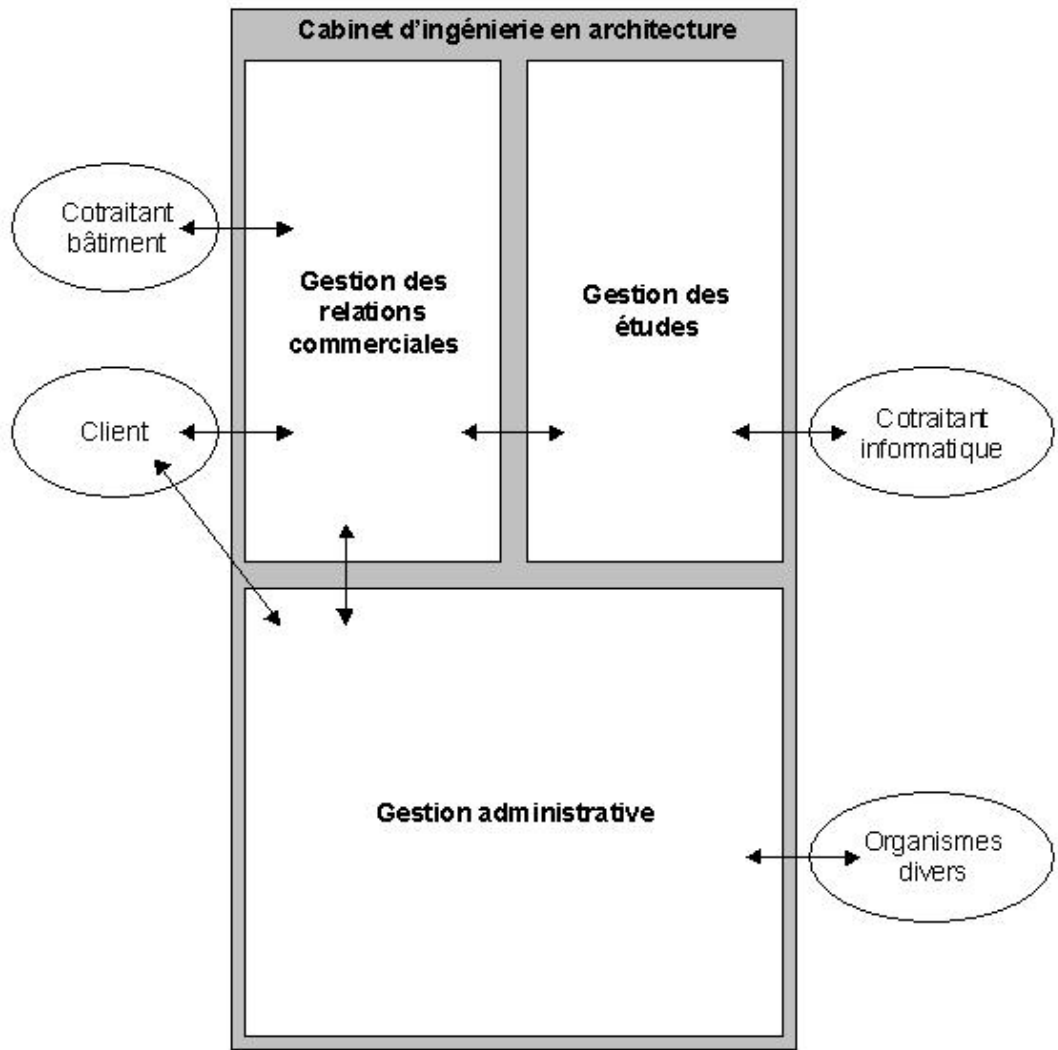 Cabinet d'ingénierie en architecture
Cotraitant
bâtiment
Gestion des
relations
commerciales
Gestion des
études
Client
Cotraitant
informatique
Gestion administrative
Organismes
divers